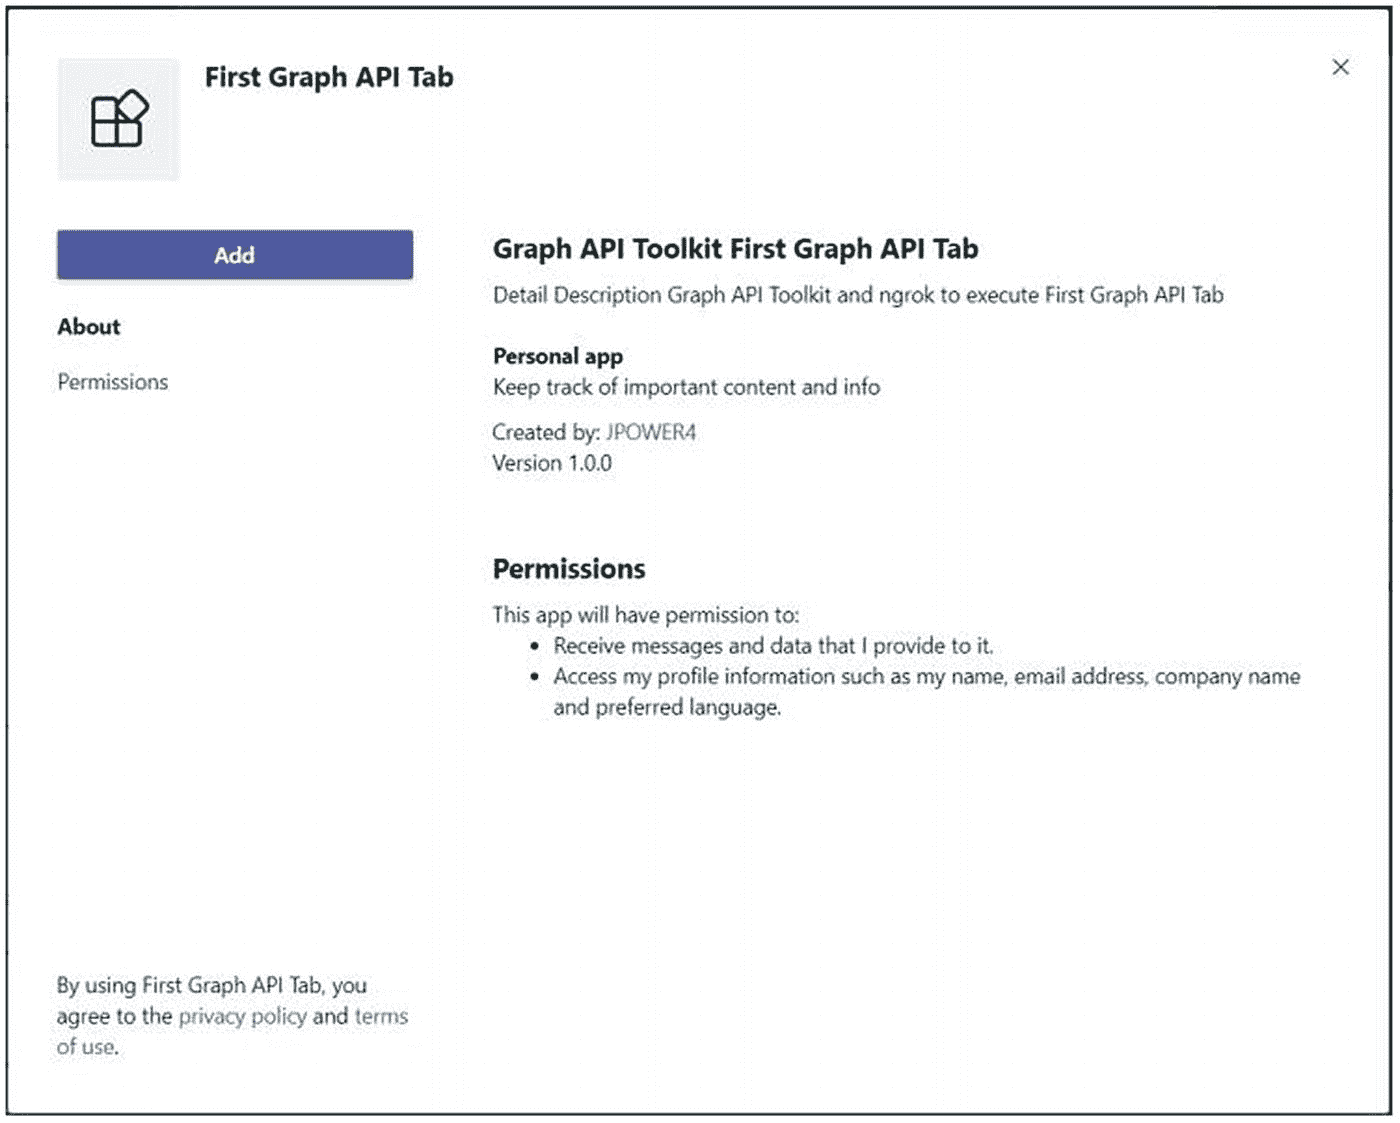 First Graph API Tab
Add
About
Permissions
Graph API Toolkit First Graph API Tab
Detail Description Graph API Toolkit and ngrok to execute First Graph API Tab
Personal app
Keep track of important content and info
Created by: JPOWER4
Version 1.0.0
Permissions
This app will have permission to:
• Receive messages and data that I provide to it.
• Access my profile information such as my name, email address, company name
and preferred language.
By using First Graph API Tab, you
agree to the privacy policy and terms
of use.